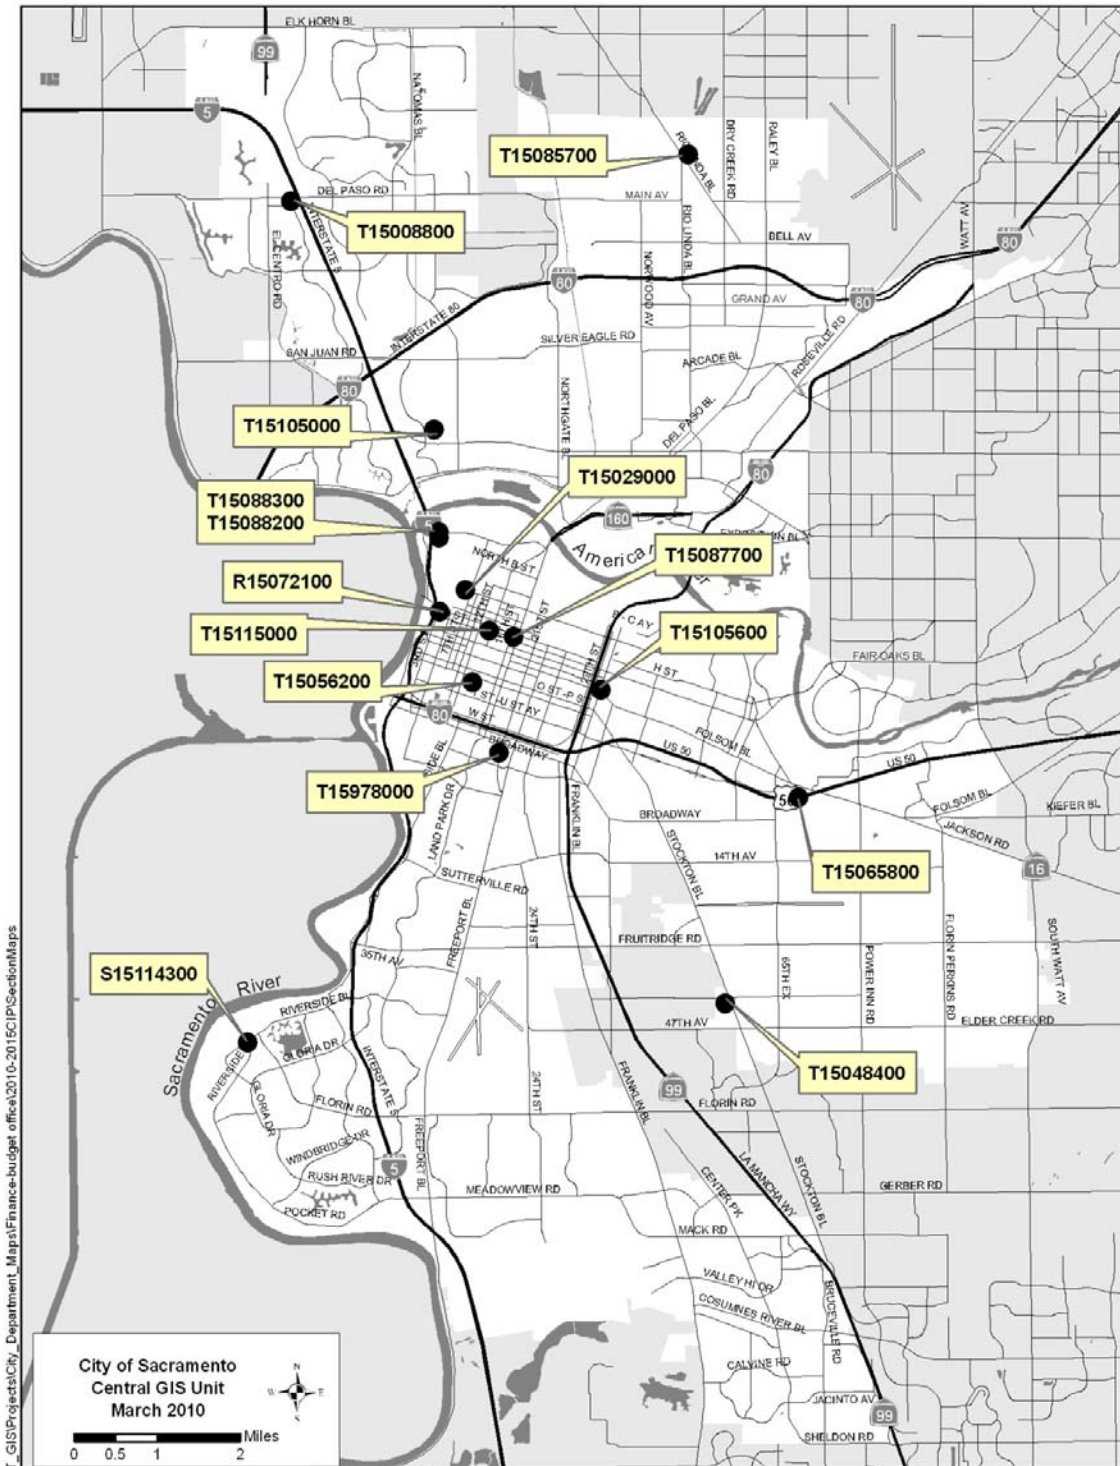 ELK HORN BL
99
5
NATOMAS BL
T15085700
DRY CREEK RD
RALEY BL
DEL PASO RD
MAIN AV
T15008800
INTERSTATE 5
EL CENTRO RD
RIO LINDA BL
BELL AV
WATT AV
80
80
NORWOOD AV
GRAND AV
80
INTERSTATE 80
SILVER EAGLE RD
SAN JUAN RD
ARCADE BL
ROSEVILLE RD
80
NORTHGATE BL
DEL PASO BL
T15105000
T15029000
80
T15088300
T15088200
5
160
NORTH B ST
American
T15087700
R15072100
T15115000
T15105600
H ST
FAIR OAKS BL
T15056200
80
W ST
BROADWAY
FOLSOM BL
US 50
US 50
T15978000
LAND PARK DR
FRANKLIN BL
BROADWAY
FOLSOM BL
KIEFER BL
JACKSON RD
STOCKTON BL
14TH AV
T15065800
16
SUTTERVILLE RD
FREEPORT BL
24TH ST
FRUITRIDGE RD
35TH AV
65TH EX
POWER INN RD
FLORIN PERKINS RD
SOUTH WATT AV
S15114300
Sacramento River
RIVERSIDE BL
47TH AV
ELDER CREEK RD
GLORIA DR
RIVERSIDE
INTERSTATE 5
T15048400
GLORIA DR
FLORIN RD
24TH ST
FRANKLIN BL
99
FLORIN RD
WINDBRIDGE DR
FREEPORT BL
5
RUSH RIVER DR
MEADOWVIEW RD
LA MANCHA WY
STOCKTON BL
GERBER RD
POCKET RD
CENTER PK
MACK RD
VALLEY HI DR
COSUMNES RIVER BL
BRUCEVILLE RD
CALVINE RD
JACINTO AV
99
SHELDON RD
City of Sacramento
Central GIS Unit
March 2010
N
W E
S
0 0.5 1 2 Miles